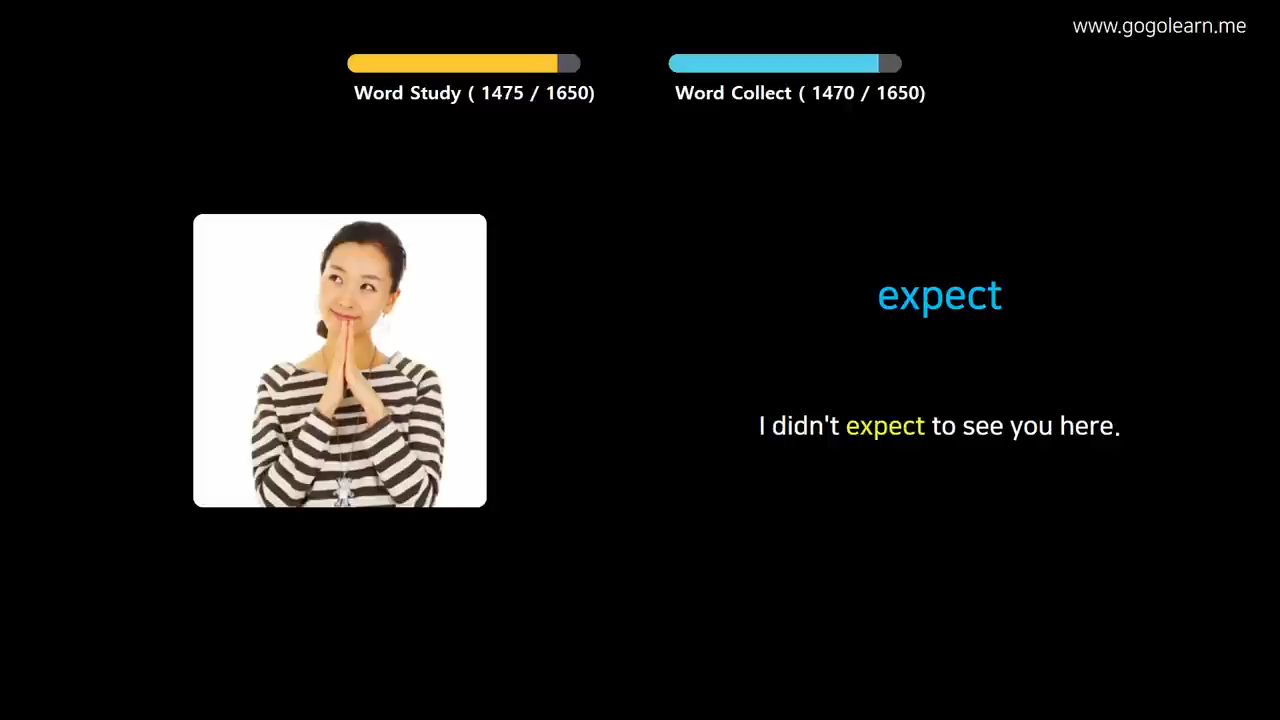 www.gogolearn.me
Word Study ( 1475 / 1650)
Word Collect ( 1470 / 1650)
expect
I didn't expect to see you here.